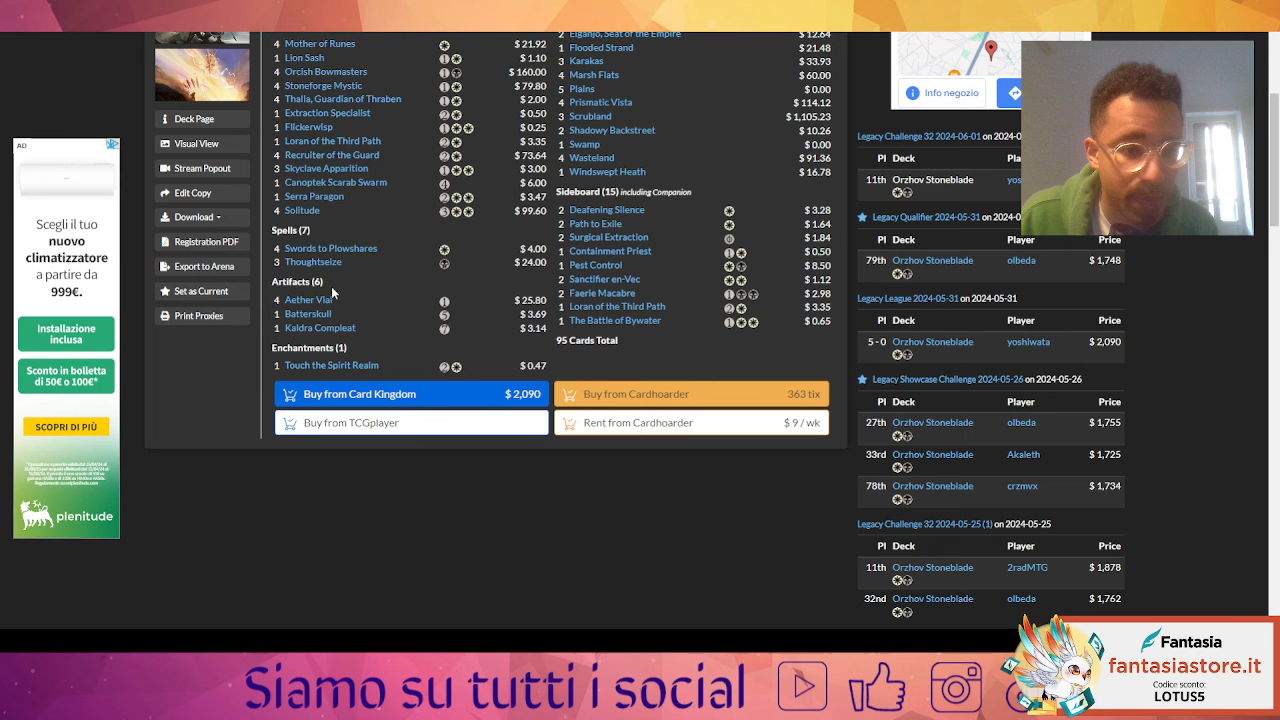 AD
Scegli il tuo
nuovo
climatizzatore
a partire da
999€.
Installazione
inclusa
Sconto in bolletta
di 50€ o 100€*
SCOPRI DI PIÙ
plenitude
Deck Page
Visual View
Stream Popout
Edit Copy
Download
Registration PDF
Export to Arena
Set as Current
Print Proxies
4 Mother of Runes $ 21.92
1 Lion Sash $ 1.10
4 Orcish Bowmasters $ 160.00
4 Stoneforge Mystic $ 79.80
4 Thalia, Guardian of Thraben $ 2.00
1 Extraction Specialist $ 0.50
1 Flickerwisp $ 0.25
1 Loran of the Third Path $ 3.35
4 Recruiter of the Guard $ 73.64
3 Skyclave Apparition $ 3.00
1 Canoptek Scarab Swarm $ 6.00
1 Serra Paragon $ 3.47
4 Solitude $ 99.60
Spells (7)
4 Swords to Plowshares $ 4.00
3 Thoughtseize $ 24.00
Artifacts (6)
4 Aether Vial $ 25.80
1 Batterskull $ 3.69
1 Kaldra Compleat $ 3.14
Enchantments (1)
1 Touch the Spirit Realm $ 0.47
2 Eiganjo, Seat of the Empire $ 12.64
1 Flooded Strand $ 21.48
3 Karakas $ 33.93
4 Marsh Flats $ 60.00
5 Plains $ 0.00
4 Prismatic Vista $ 114.12
3 Scrubland $ 1,105.23
2 Shadowy Backstreet $ 10.26
1 Swamp $ 0.00
4 Wasteland $ 91.36
1 Windswept Heath $ 16.78
Sideboard (15) including Companion
2 Deafening Silence $ 3.28
2 Path to Exile $ 1.64
2 Surgical Extraction $ 1.84
1 Containment Priest $ 0.50
1 Pest Control $ 8.50
2 Sanctifier en-Vec $ 1.12
2 Faerie Macabre $ 2.98
1 Loran of the Third Path $ 3.35
1 The Battle of Bywater $ 0.65
95 Cards Total
Buy from Card Kingdom $ 2,090
Buy from Cardhoarder 363 tix
Buy from TCGplayer
Rent from Cardhoarder $ 9 / wk
Info negozio
Legacy Challenge 32 2024-06-01 on 2024-0
Pl Deck Player
11th Orzhov Stoneblade yos
Legacy Qualifier 2024-05-31 on 2024-0
Pl Deck Player Price
79th Orzhov Stoneblade olbeda $ 1,748
Legacy League 2024-05-31 on 05-31
Pl Deck Player Price
5 - 0 Orzhov Stoneblade yoshiwata $ 2,090
Legacy Showcase Challenge 2024-05-26 on 2024-05-26
Pl Deck Player Price
27th Orzhov Stoneblade olbeda $ 1,755
33rd Orzhov Stoneblade Akaleth $ 1,725
78th Orzhov Stoneblade crzmvx $ 1,734
Legacy Challenge 32 2024-05-25 (1) on 2024-05-25
Pl Deck Player Price
11th Orzhov Stoneblade 2radMTG $ 1,878
32nd Orzhov Stoneblade olbeda $ 1,762
Siamo su tutti i social
Fantasia
fantasiastore.it
Codice sconto:
LOTUS5